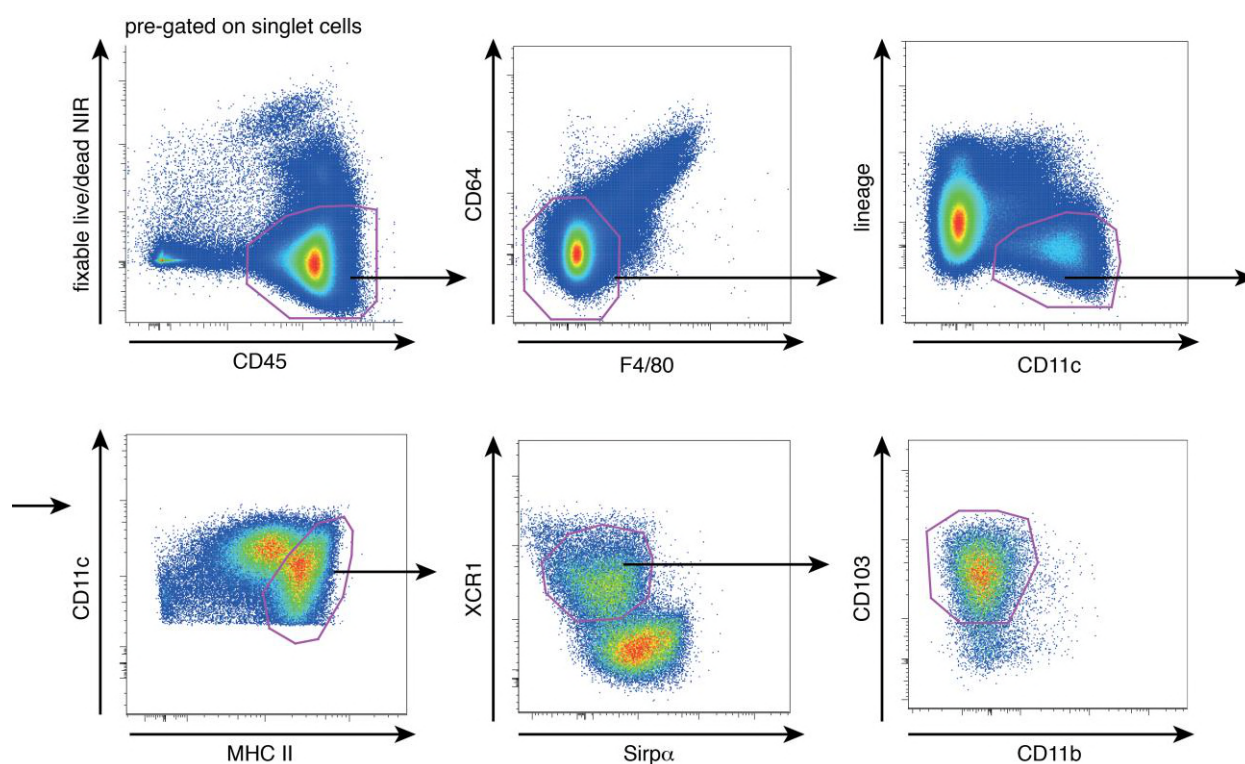 pre-gated on singlet cells
fixable live/dead NIR
CD45
CD64
F4/80
lineage
CD11c
CD11c
MHC II
XCR1
Sirpα
CD103
CD11b